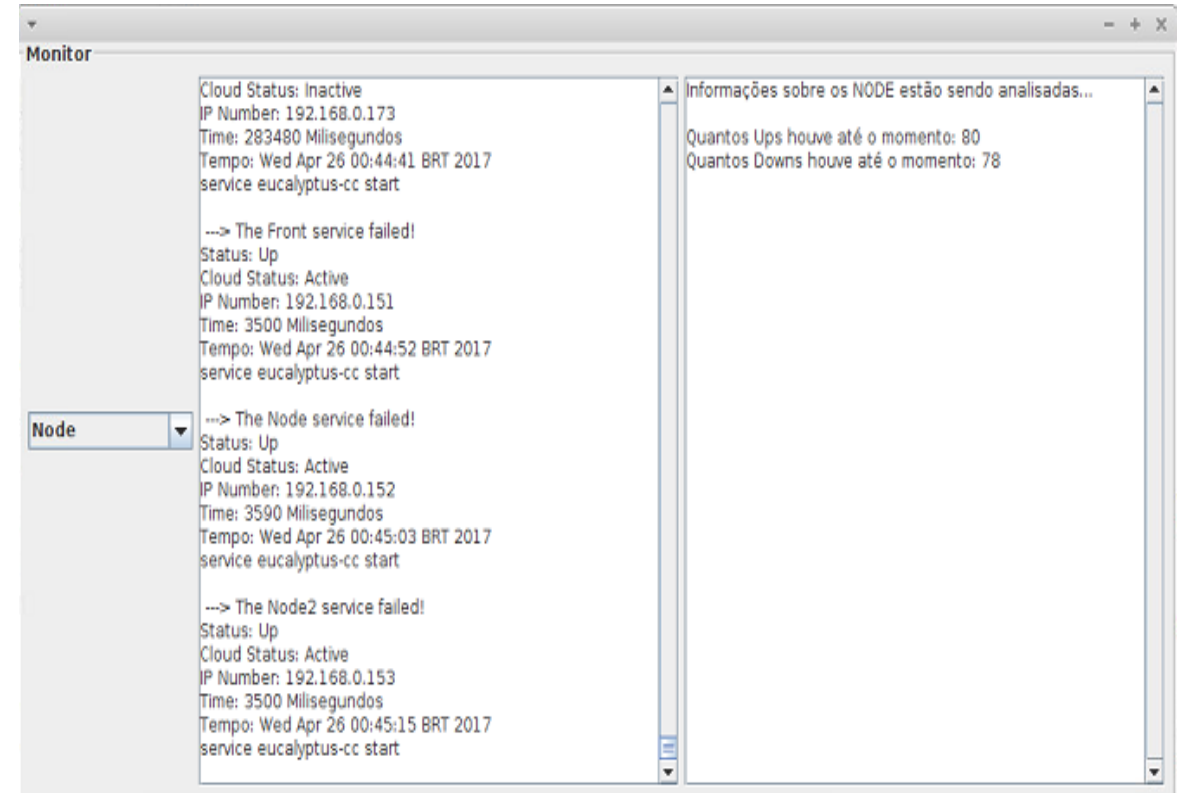 Monitor
Cloud Status: Inactive
IP Number: 192.168.0.173
Time: 283480 Milisegundos
Tempo: Wed Apr 26 00:44:41 BRT 2017
service eucalyptus-cc start
---> The Front service failed!
Status: Up
Cloud Status: Active
IP Number: 192.168.0.151
Time: 3500 Milisegundos
Tempo: Wed Apr 26 00:44:52 BRT 2017
service eucalyptus-cc start
---> The Node service failed!
Status: Up
Cloud Status: Active
IP Number: 192.168.0.152
Time: 3590 Milisegundos
Tempo: Wed Apr 26 00:45:03 BRT 2017
service eucalyptus-cc start
---> The Node2 service failed!
Status: Up
Cloud Status: Active
IP Number: 192.168.0.153
Time: 3500 Milisegundos
Tempo: Wed Apr 26 00:45:15 BRT 2017
service eucalyptus-cc start
Node
Informações sobre os NODE estão sendo analisadas...
Quantos Ups houve até o momento: 80
Quantos Downs houve até o momento: 78